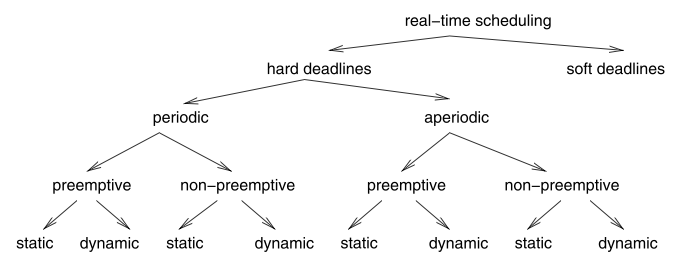 real−time scheduling
hard deadlines soft deadlines
periodic aperiodic
preemptive non−preemptive preemptive non−preemptive
static dynamic static dynamic static dynamic static dynamic